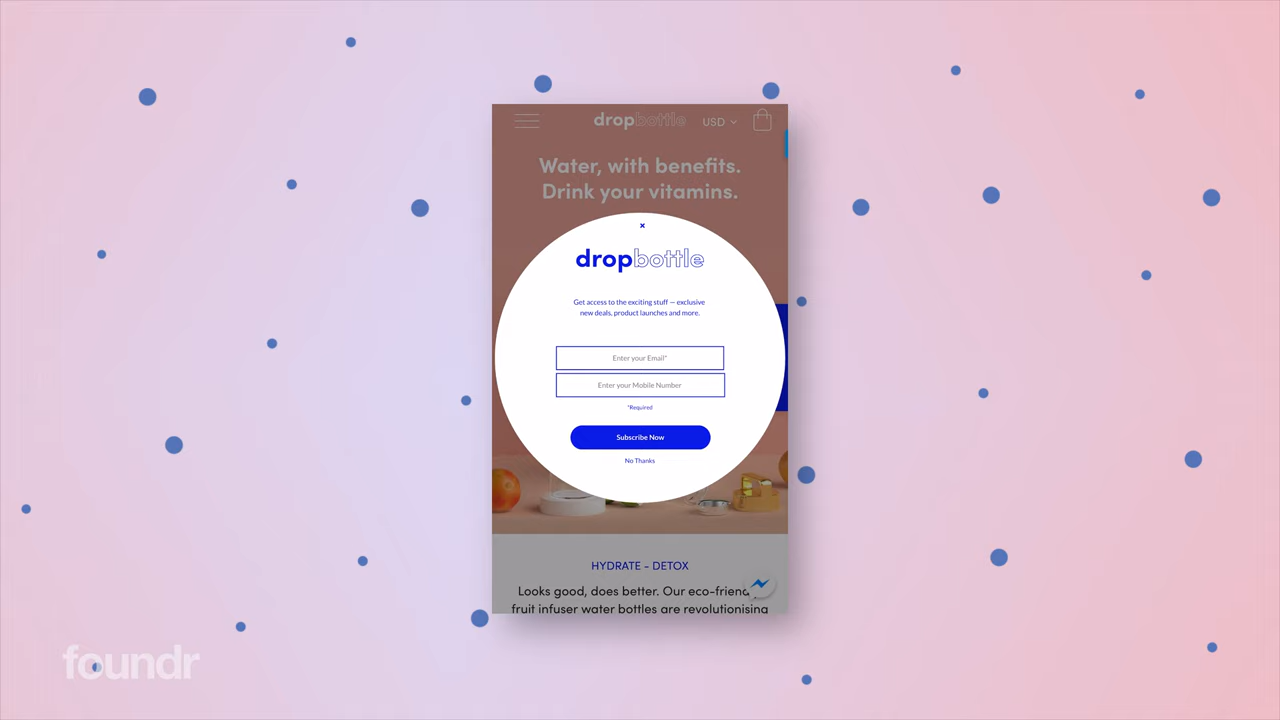 dropbottle
USD
Water, with benefits.
Drink your vitamins.
dropbottle
Get access to the exciting stuff — exclusive
new deals, product launches and more.
Enter your Email*
Enter your Mobile Number
*Required
Subscribe Now
No Thanks
HYDRATE - DETOX
Looks good, does better. Our eco-friendly
fruit infuser water bottles are revolutionising
foundr